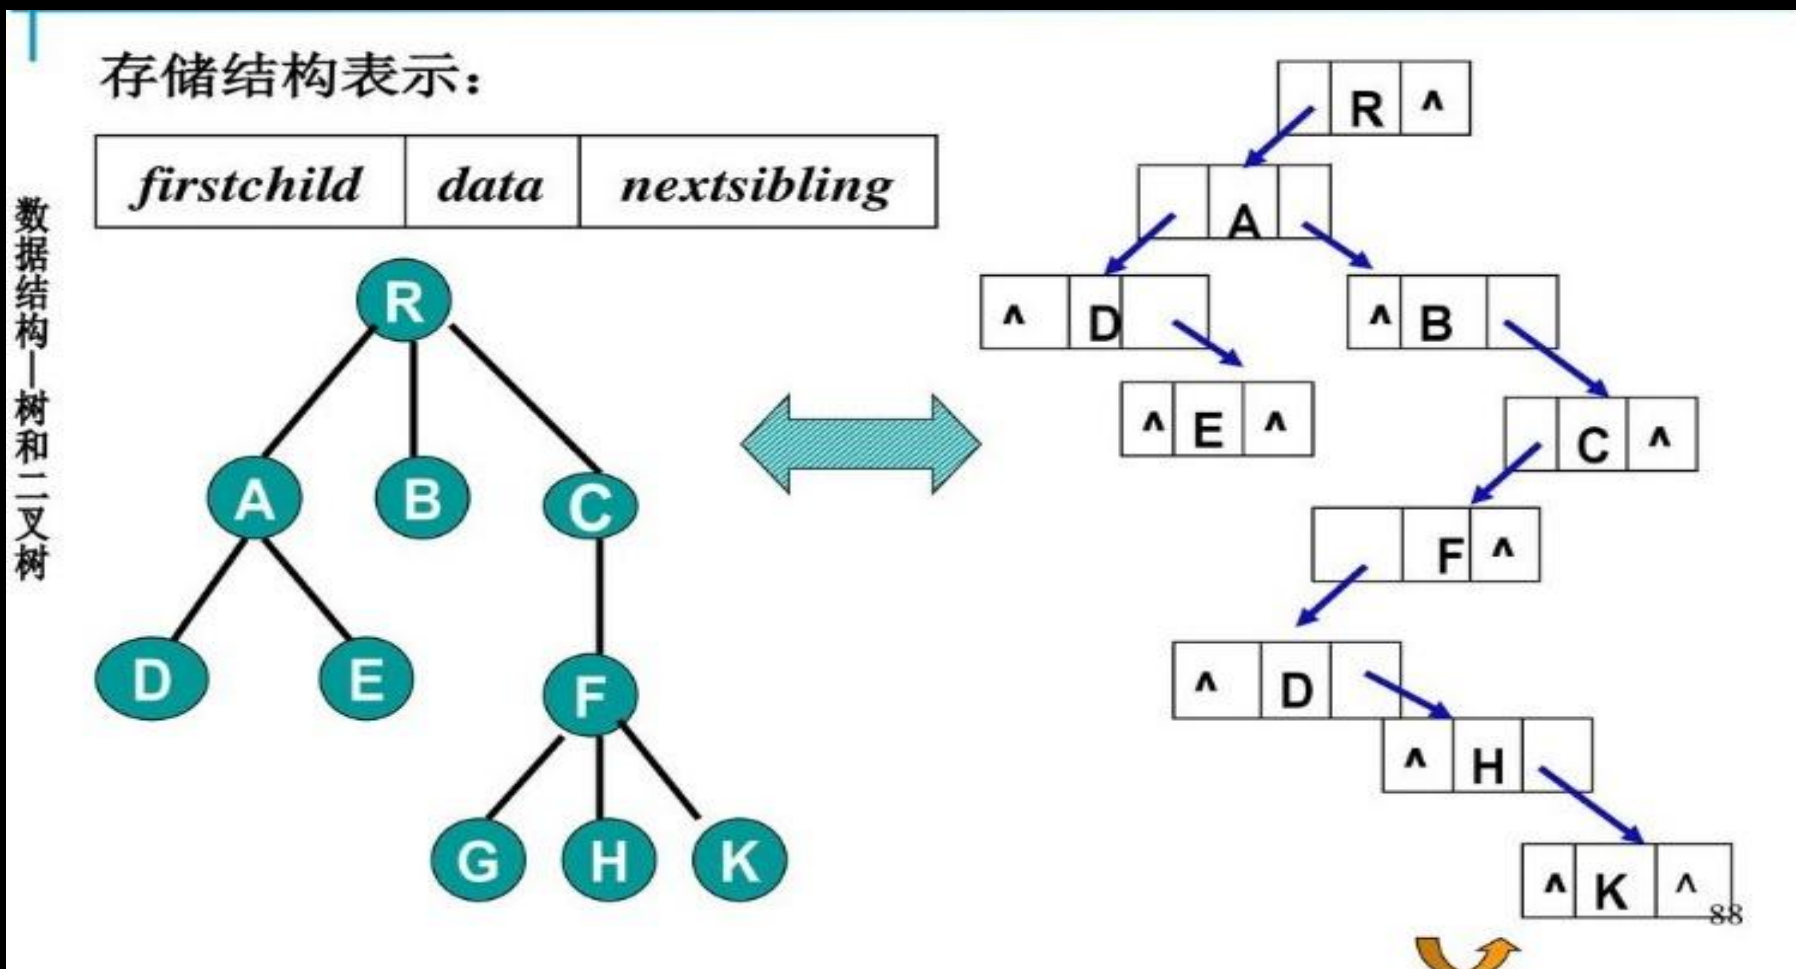 存储结构表示：
firstchild data nextsibling
数据结构—树和二叉树
R
A B C
D E F
G H K
R ^
A
^ D ^ B
^ E ^ C ^
F ^
^ D
^ H
^ K ^
88